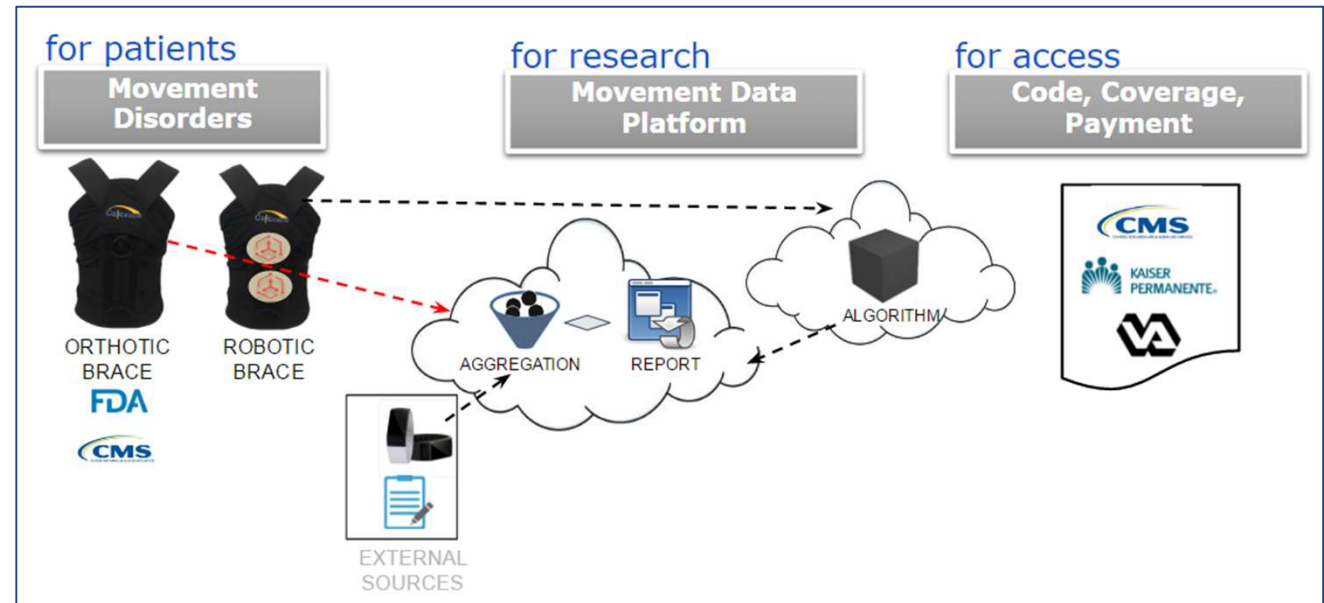 for patients
Movement
Disorders
for research
Movement Data
Platform
for access
Code, Coverage,
Payment
ORTHOTIC
BRACE
ROBOTIC
BRACE
FDA
CMS
AGGREGATION
REPORT
ALGORITHM
EXTERNAL
SOURCES
CMS
KAISER
PERMANENTE®
VA